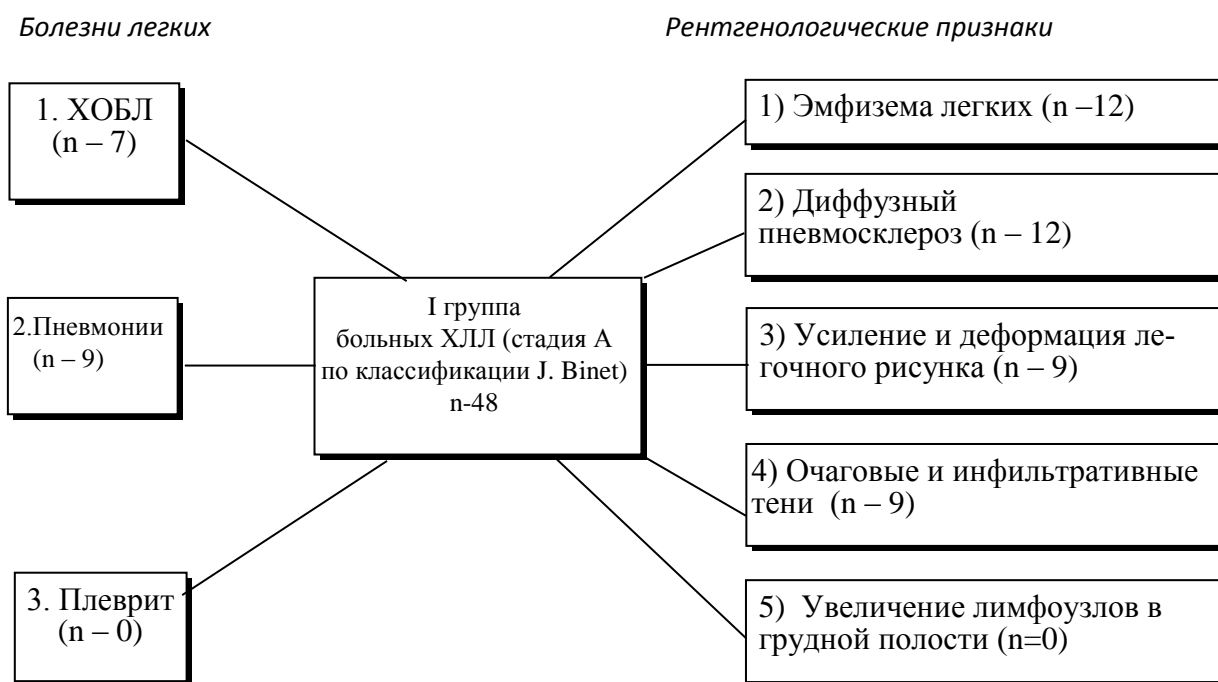 Болезни легких
Рентгенологические признаки
1. ХОБЛ
(n – 7)
2.Пневмонии
(n – 9)
3. Плеврит
(n – 0)
I группа
больных ХЛЛ (стадия А
по классификации J. Binet)
n-48
1) Эмфизема легких (n –12)
2) Диффузный
пневмосклероз (n – 12)
3) Усиление и деформация ле-
гочного рисунка (n – 9)
4) Очаговые и инфильтративные
тени (n – 9)
5) Увеличение лимфоузлов в
грудной полости (n=0)